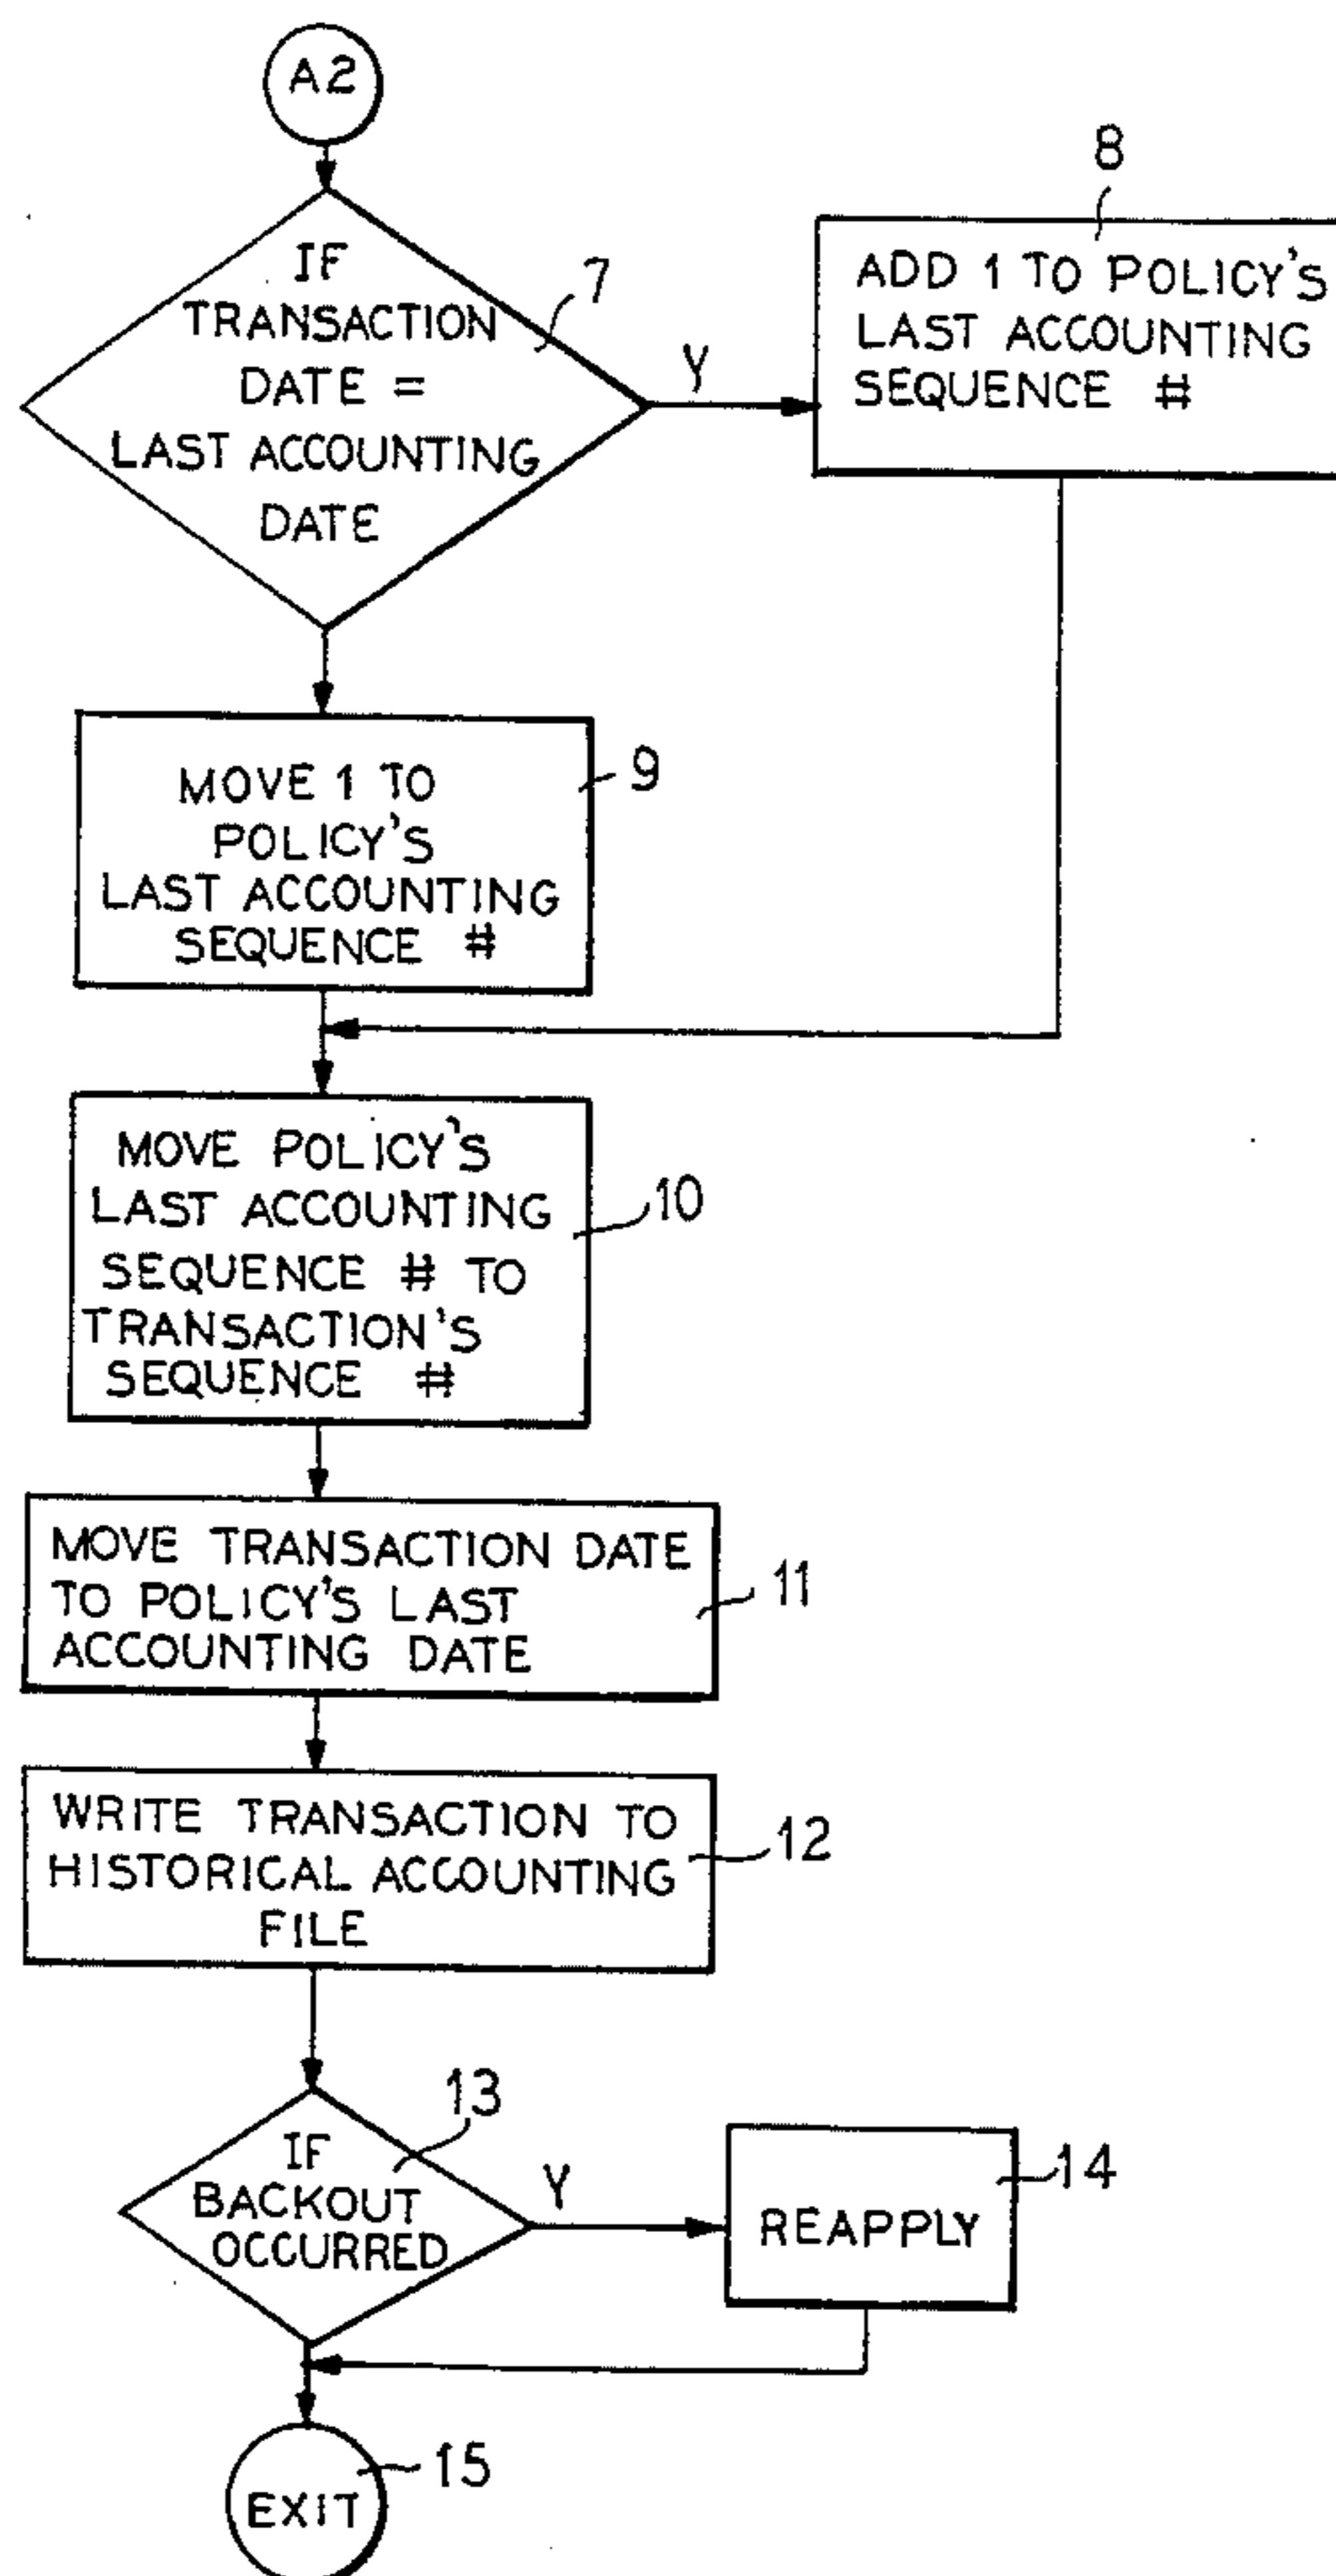 A2
IF
TRANSACTION
DATE =
LAST ACCOUNTING
DATE
7
Y
8
ADD 1 TO POLICY'S
LAST ACCOUNTING
SEQUENCE #
MOVE 1 TO
POLICY'S
LAST ACCOUNTING
SEQUENCE #
9
MOVE POLICY'S
LAST ACCOUNTING
SEQUENCE # TO
TRANSACTION'S
SEQUENCE #
10
MOVE TRANSACTION DATE
TO POLICY'S LAST
ACCOUNTING DATE
11
WRITE TRANSACTION TO
HISTORICAL ACCOUNTING
FILE
12
IF
BACKOUT
OCCURRED
13
Y
REAPPLY
14
EXIT
15